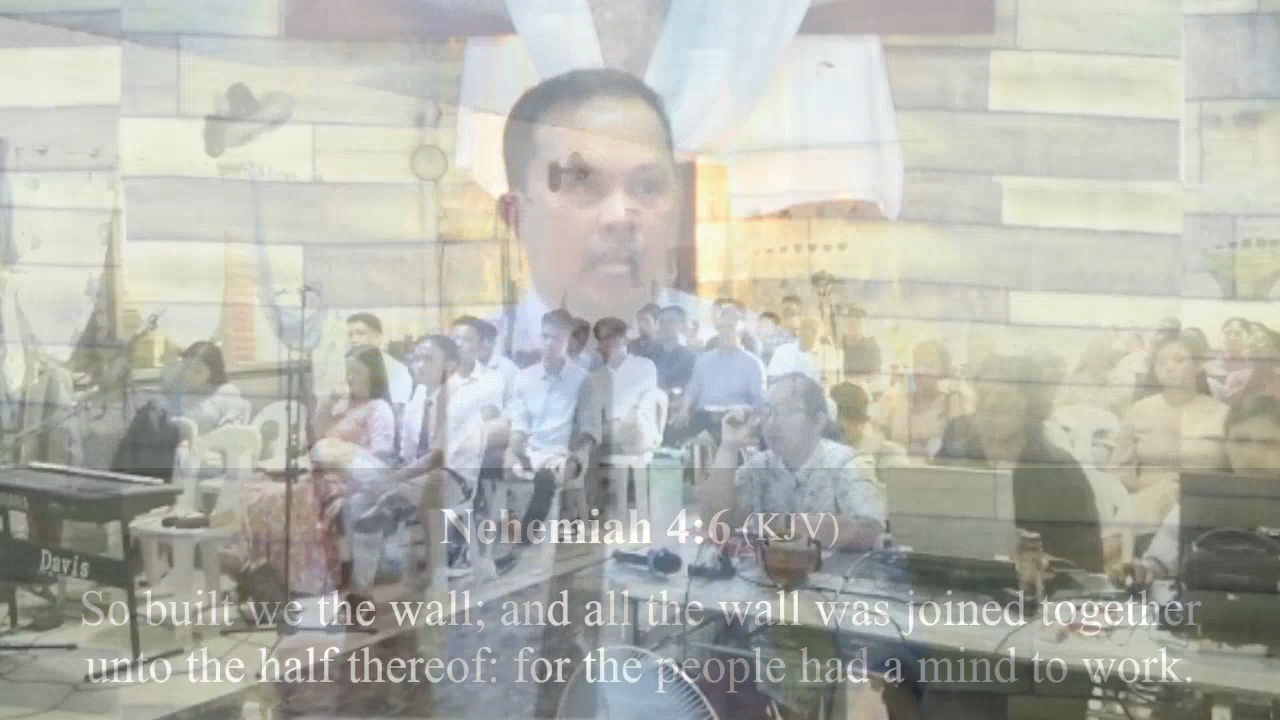 Nehemiah 4:6 (KJV)
Davis
So built we the wall; and all the wall was joined together
unto the half thereof: for the people had a mind to work.